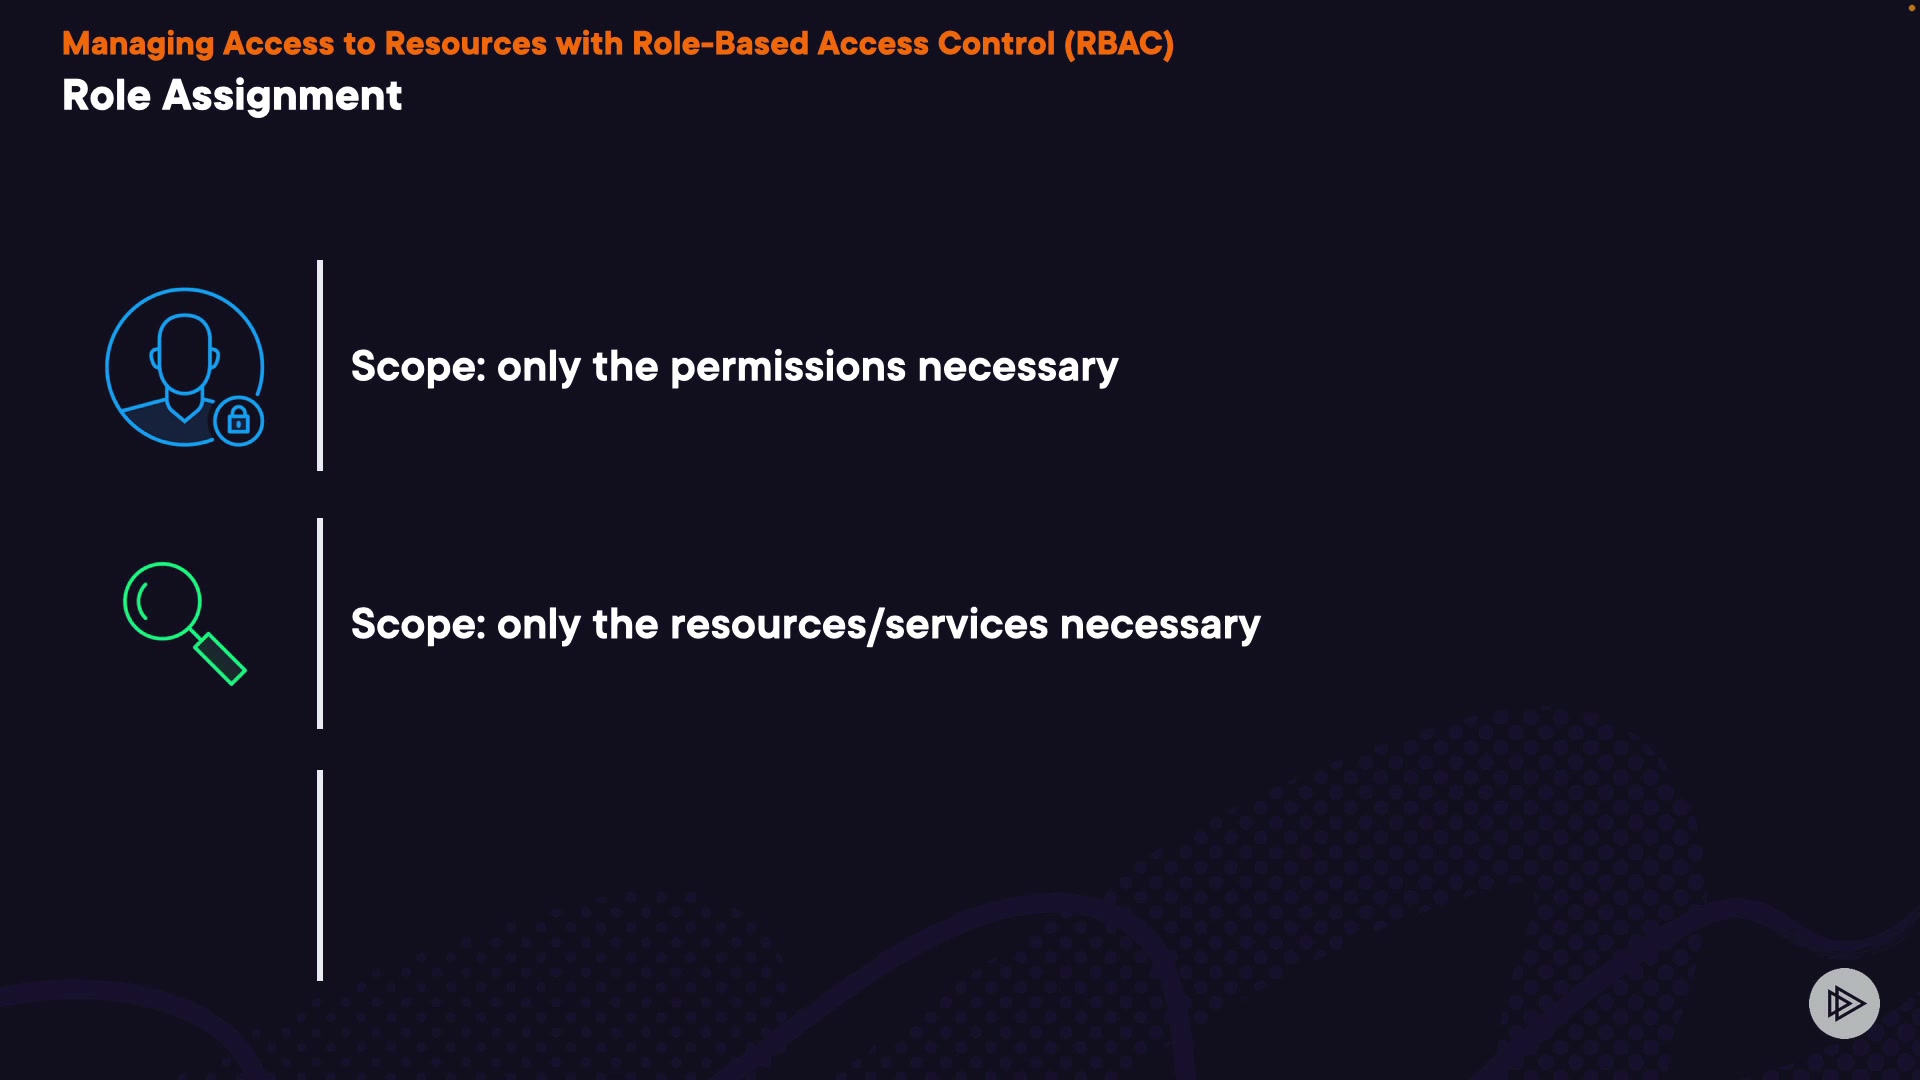 Managing Access to Resources with Role-Based Access Control (RBAC)
Role Assignment
Scope: only the permissions necessary
Scope: only the resources/services necessary